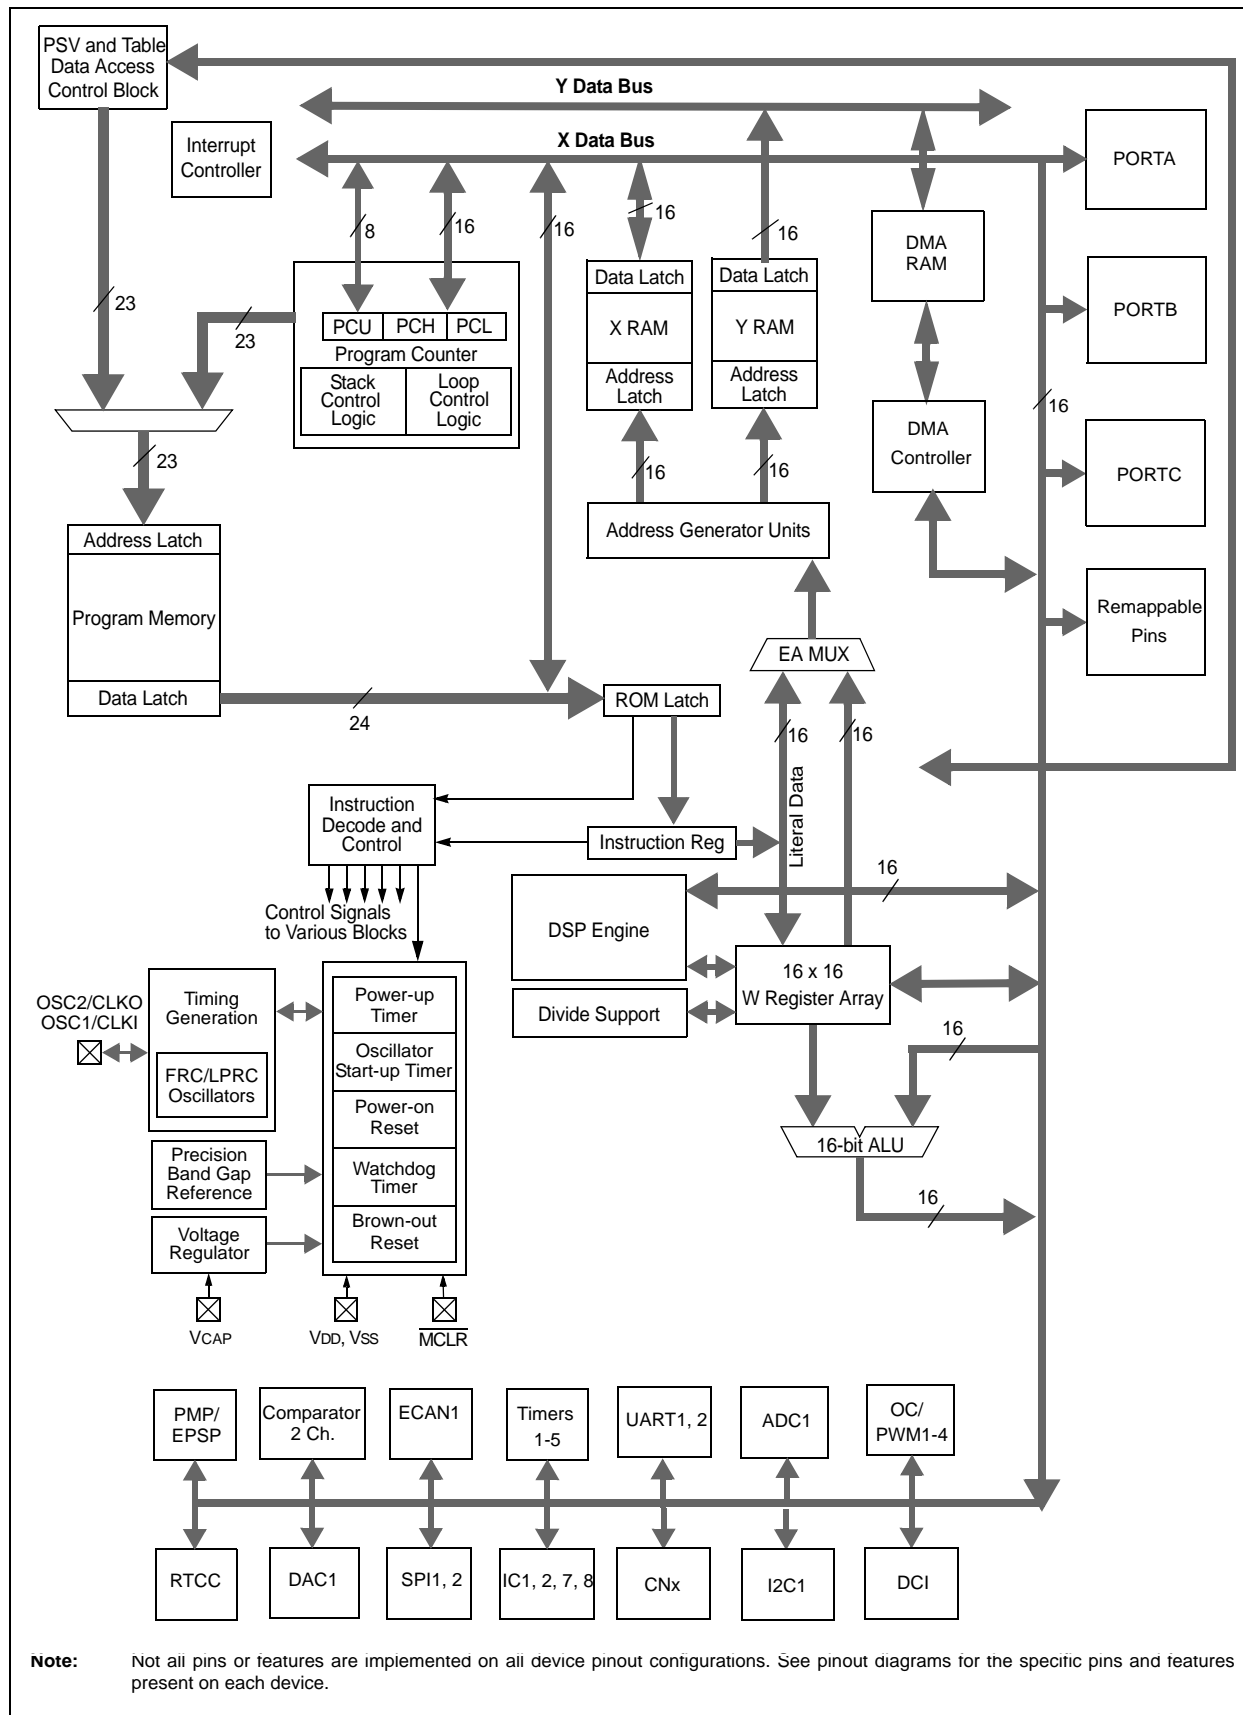 PSV and Table
Data Access
Control Block
Y Data Bus
Interrupt
Controller
X Data Bus
PORTA
8
16
16
16
16
DMA
RAM
23
23
PCU
PCH
PCL
Program Counter
Stack
Control
Logic
Loop
Control
Logic
Data Latch
X RAM
Address
Latch
Data Latch
Y RAM
Address
Latch
PORTB
16
23
16
16
DMA
Controller
PORTC
Address Latch
Program Memory
Data Latch
Address Generator Units
Remappable
Pins
EA MUX
24
ROM Latch
16
16
Literal Data
Instruction
Decode and
Control
Instruction Reg
Control Signals
to Various Blocks
16
DSP Engine
16 x 16
W Register Array
Divide Support
OSC2/CLKO
OSC1/CLKI
Timing
Generation
FRC/LPRC
Oscillators
Power-up
Timer
Oscillator
Start-up Timer
Power-on
Reset
Watchdog
Timer
Brown-out
Reset
16
16-bit ALU
16
Precision
Band Gap
Reference
Voltage
Regulator
VCAP
VDD, VSS
MCLR
PMP/
EPSP
Comparator
2 Ch.
ECAN1
Timers
1-5
UART1, 2
ADC1
OC/
PWM1-4
RTCC
DAC1
SPI1, 2
IC1, 2, 7, 8
CNx
I2C1
DCI
Note: Not all pins or features are implemented on all device pinout configurations. See pinout diagrams for the specific pins and features
present on each device.